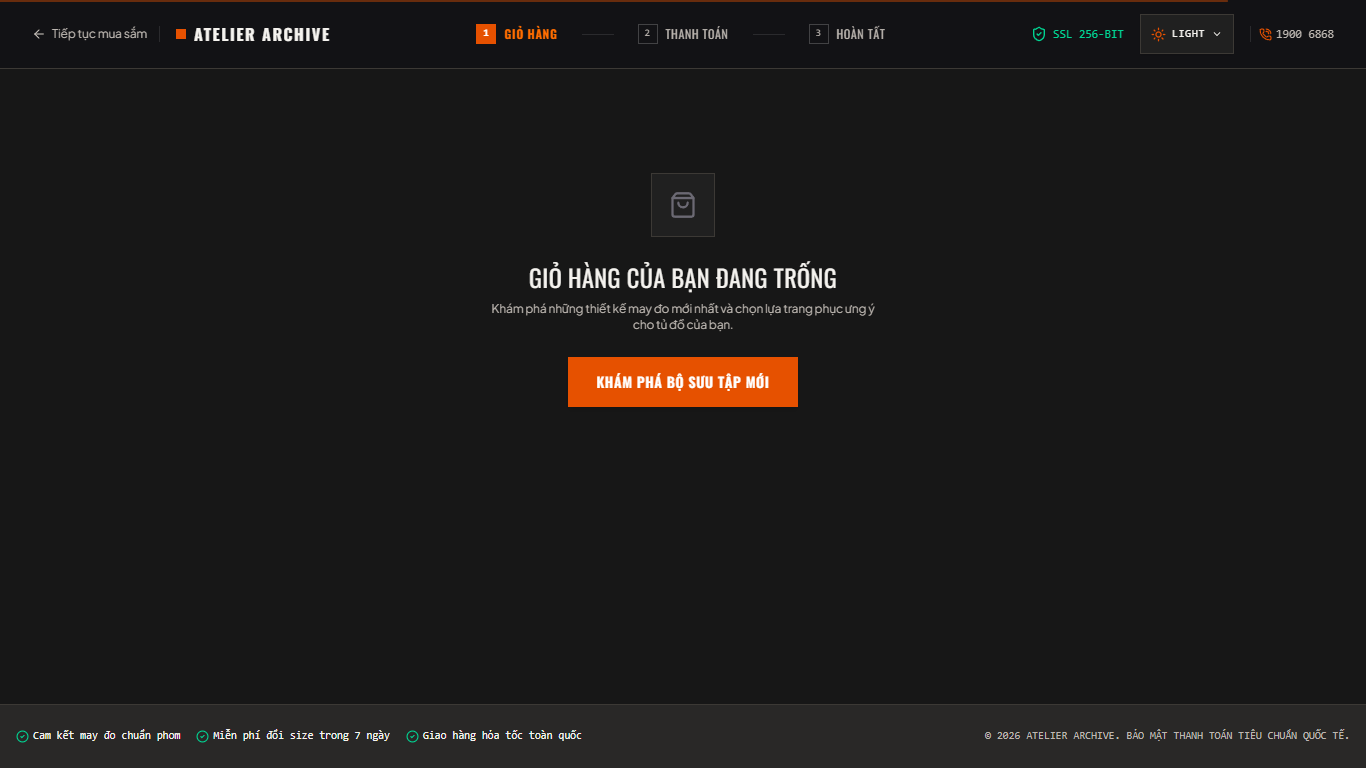 Tiếp tục mua sắm
ATELIER ARCHIVE
1 GIỎ HÀNG
2 THANH TOÁN
3 HOÀN TẤT
SSL 256-BIT
LIGHT
1900 6868
GIỎ HÀNG CỦA BẠN ĐANG TRỐNG
Khám phá những thiết kế may đo mới nhất và chọn lựa trang phục ưng ý
cho tủ đồ của bạn.
KHÁM PHÁ BỘ SƯU TẬP MỚI
Cam kết may đo chuẩn phom
Miễn phí đổi size trong 7 ngày
Giao hàng hỏa tốc toàn quốc
© 2026 ATELIER ARCHIVE. BẢO MẬT THANH TOÁN TIÊU CHUẨN QUỐC TẾ.